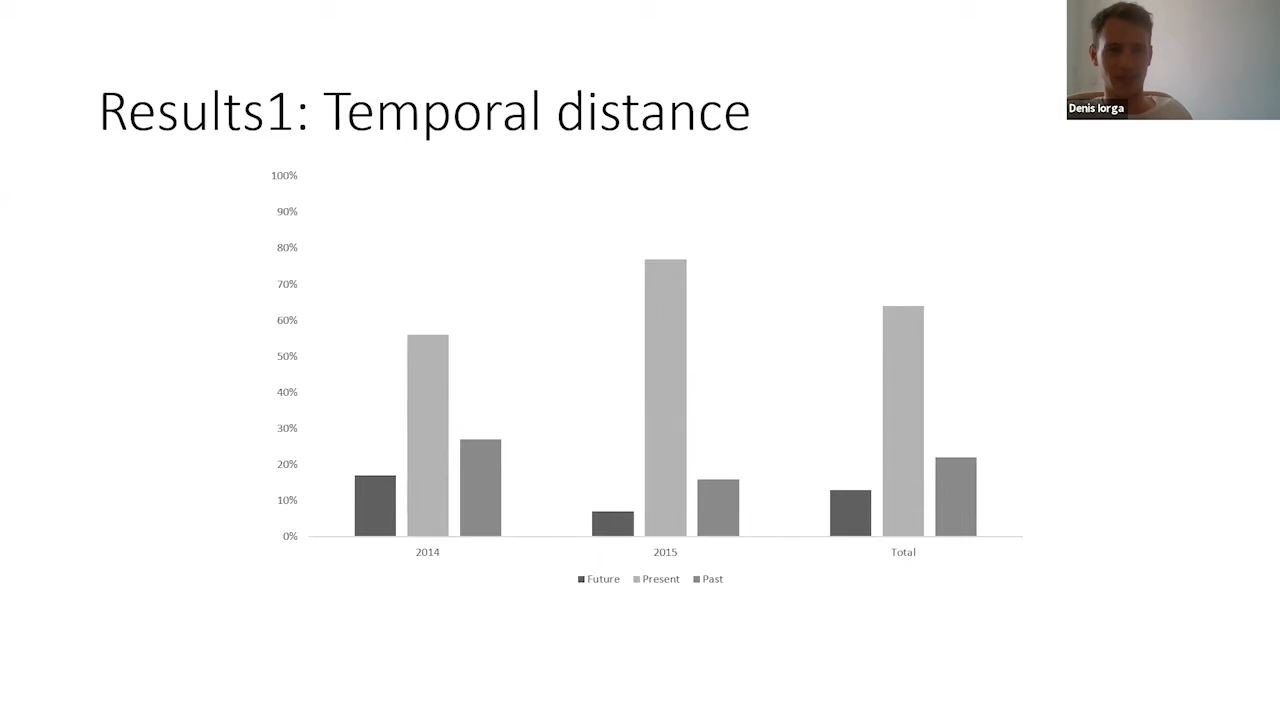 Results1: Temporal distance
Denis Iorga
100%
90%
80%
70%
60%
50%
40%
30%
20%
10%
0%
2014 2015 Total
Future Present Past